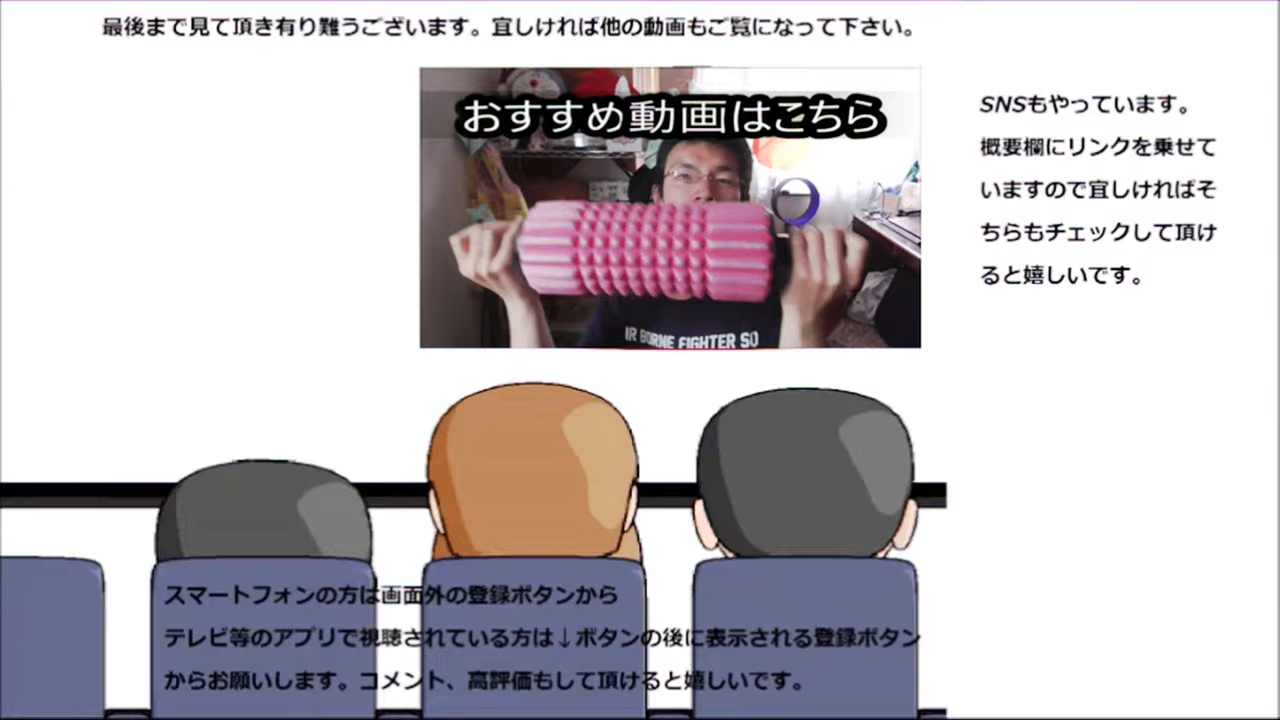 最後まで見て頂き有り難うございます。宜しければ他の動画もご覧になって下さい。
おすすめ動画はこちら
SNSもやっています。
概要欄にリンクを乗せて
いますので宜しければそ
ちらもチェックして頂け
ると嬉しいです。
IR BORNE FIGHTER SO
スマートフォンの方は画面外の登録ボタンから
テレビ等のアプリで視聴されている方は↓ボタンの後に表示される登録ボタン
からお願いします。コメント、高評価もして頂けると嬉しいです。